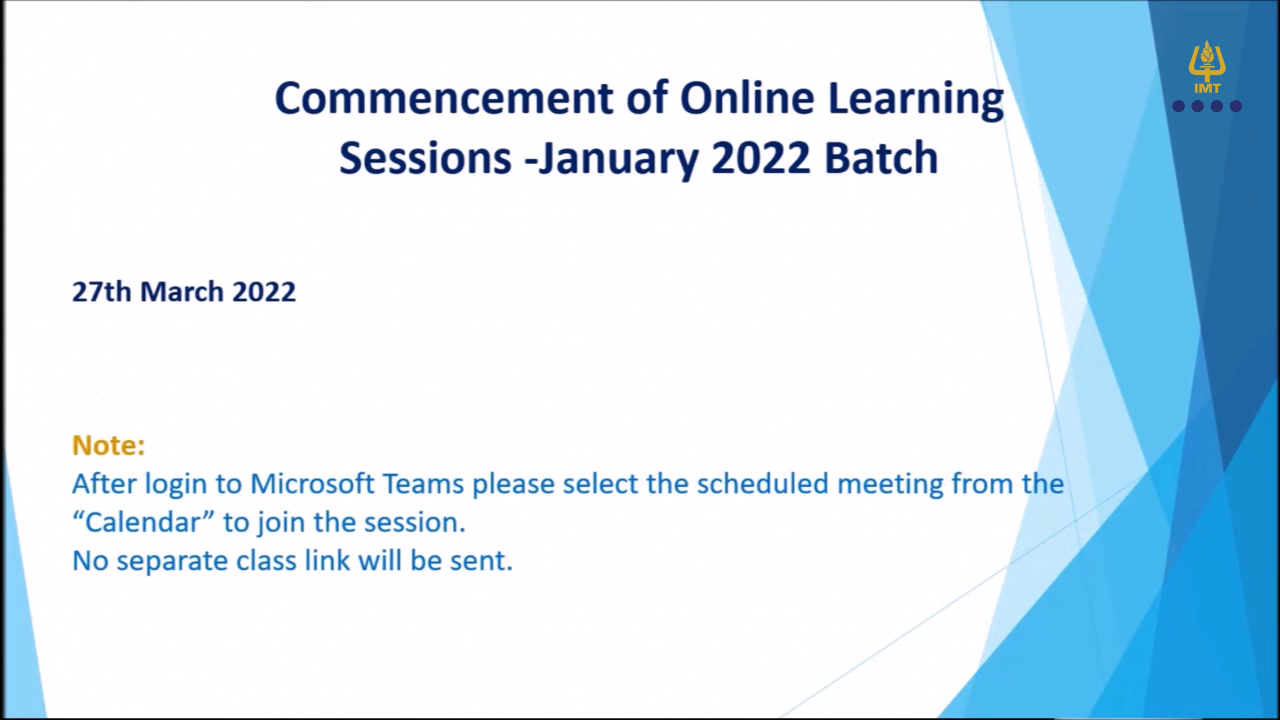 IMT
Commencement of Online Learning
Sessions -January 2022 Batch
27th March 2022
Note:
After login to Microsoft Teams please select the scheduled meeting from the
“Calendar” to join the session.
No separate class link will be sent.